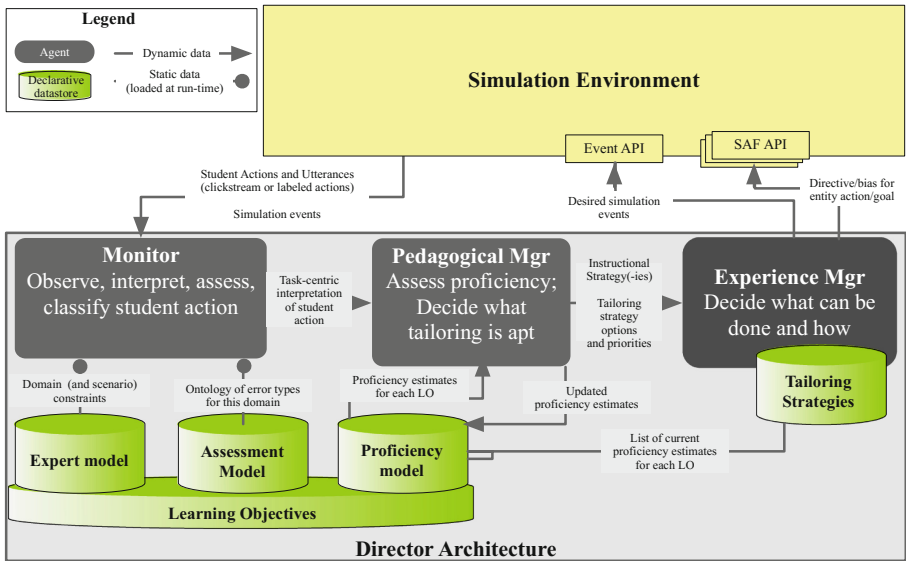 Legend
Agent
Dynamic data
Declarative
datastore
Static data
(loaded at run-time)
Simulation Environment
Event API
SAF API
Student Actions and Utterances
(clickstream or labeled actions)
Simulation events
Desired simulation
events
Directive/bias for
entity action/goal
Monitor
Observe, interpret, assess,
classify student action
Task-centric
interpretation
of student
action
Pedagogical Mgr
Assess proficiency;
Decide what
tailoring is apt
Instructional
Strategy(-ies)
Tailoring
strategy
options
and priorities
Experience Mgr
Decide what can be
done and how
Tailoring
Strategies
Domain (and scenario)
constraints
Ontology of error types
for this domain
Proficiency estimates
for each LO
Updated
proficiency estimates
Expert model
Assessment
Model
Proficiency
model
List of current
proficiency estimates
for each LO
Learning Objectives
Director Architecture